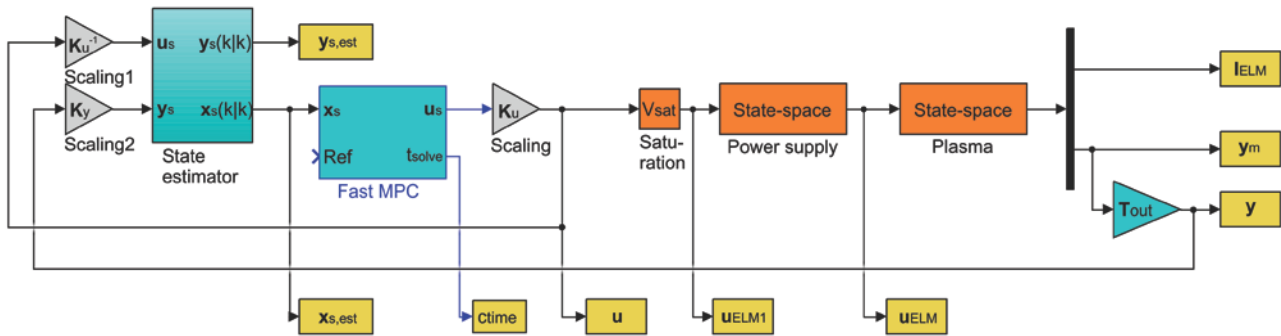 Ku⁻¹
Scaling1
us
ys(k|k)
ys,est
Ky
Scaling2
ys
xs(k|k)
State
estimator
xs
us
Ref
tsolve
Fast MPC
Ku
Scaling
Vsat
Satu-
ration
State-space
Power supply
State-space
Plasma
IELM
ym
Tout
y
xs,est
ctime
u
uELM1
uELM